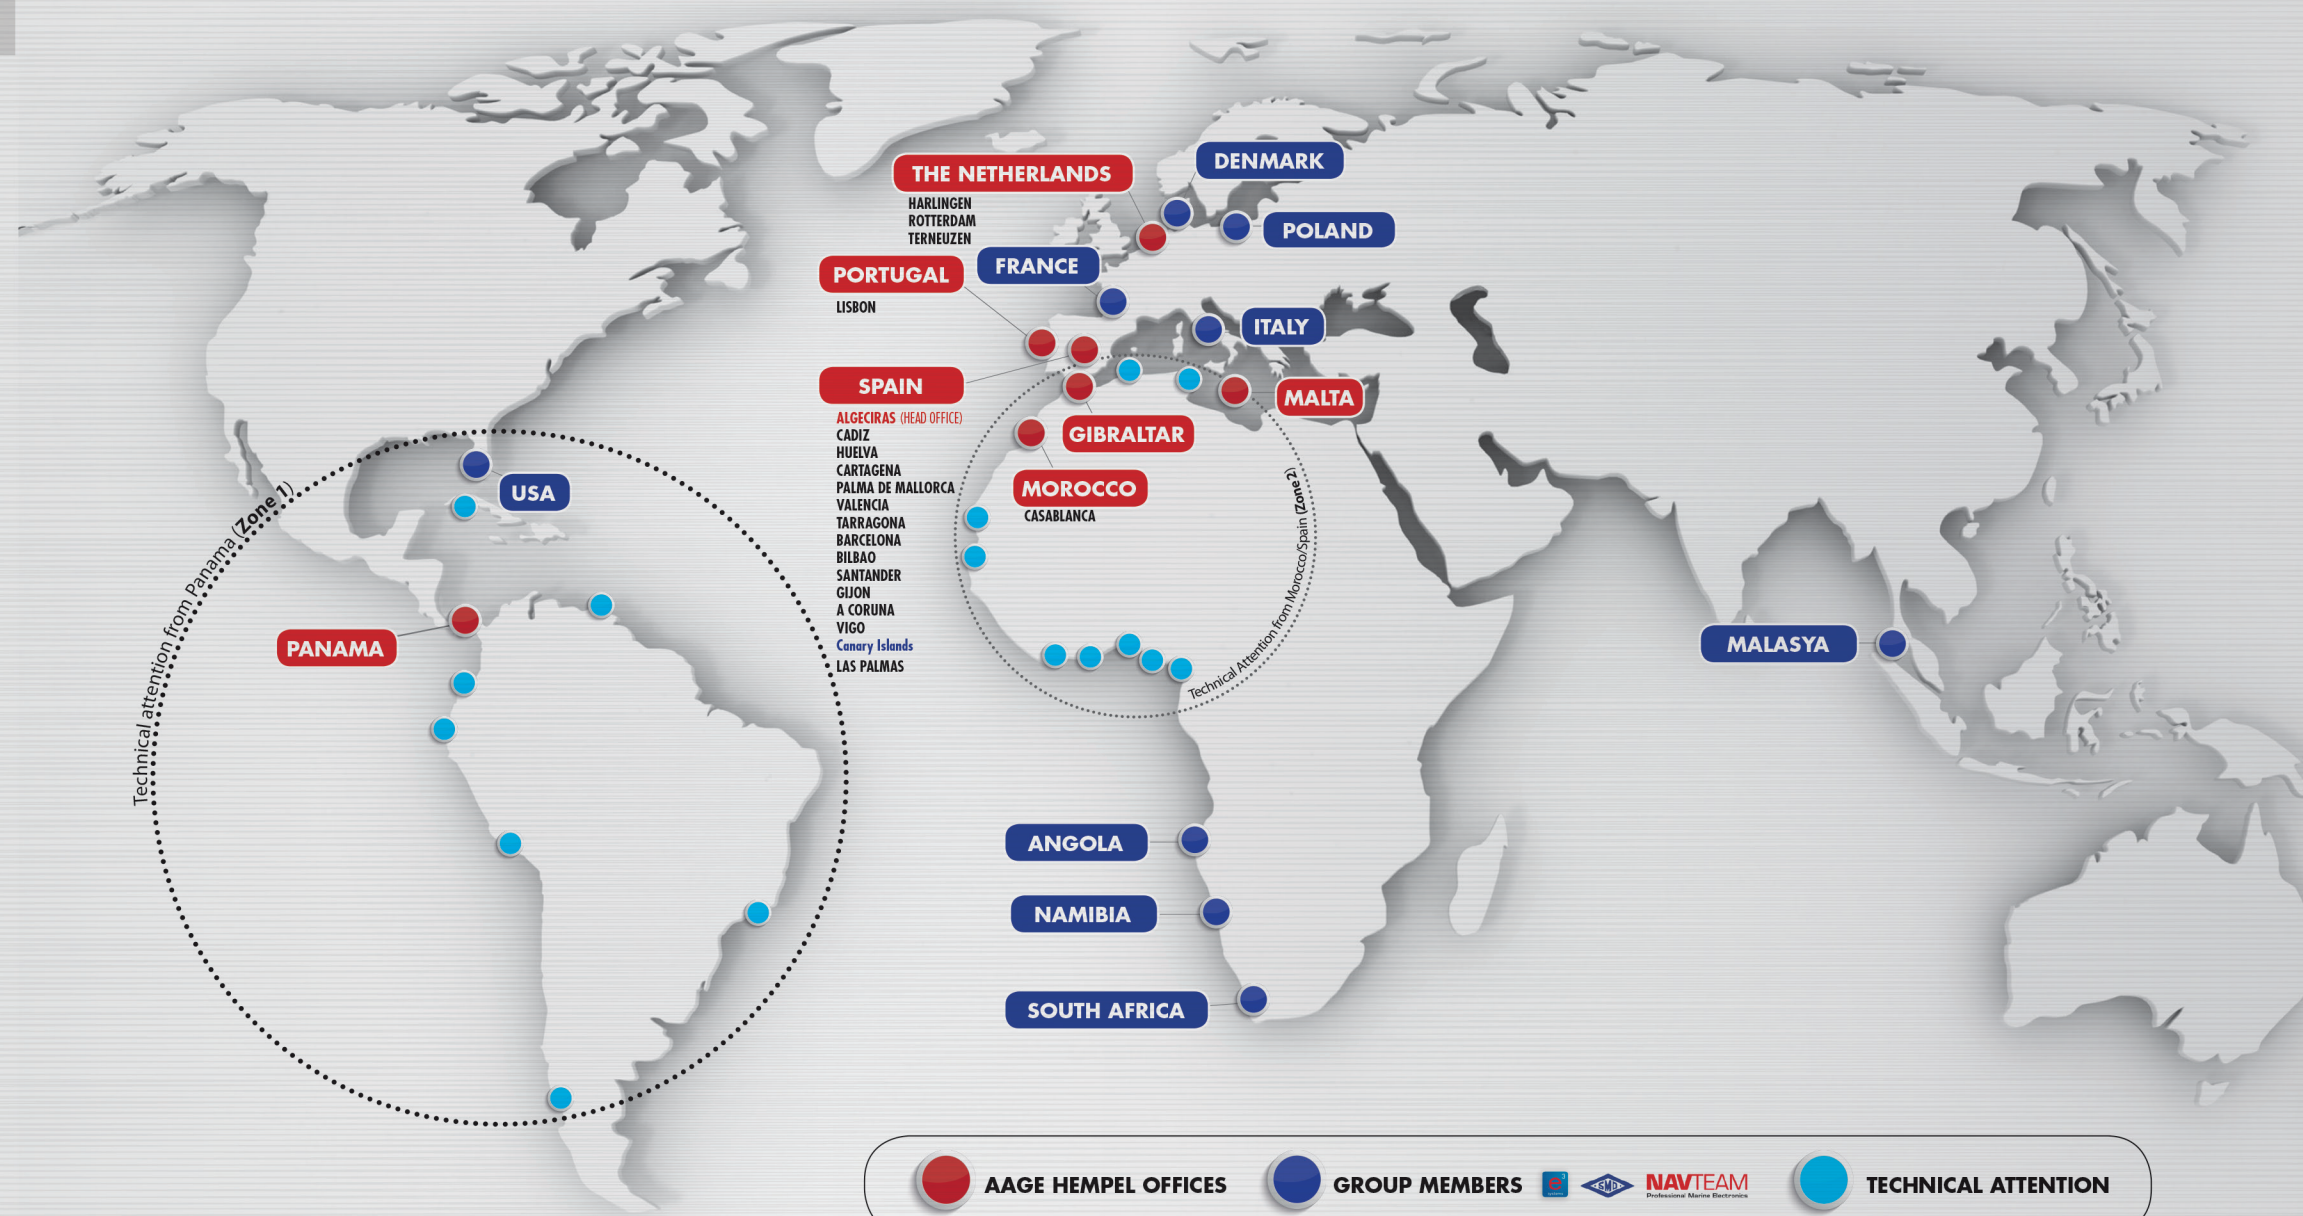 THE NETHERLANDS
HARLINGEN
ROTTERDAM
TERNEUZEN
DENMARK
POLAND
FRANCE
PORTUGAL
LISBON
ITALY
SPAIN
ALGECIRAS (HEAD OFFICE)
CADIZ
HUELVA
CARTAGENA
PALMA DE MALLORCA
VALENCIA
TARRAGONA
BARCELONA
BILBAO
SANTANDER
GIJON
A CORUNA
VIGO
Canary Islands
LAS PALMAS
MALTA
GIBRALTAR
MOROCCO
CASABLANCA
Technical Attention from Morocco/Spain (Zone 2)
USA
Technical attention from Panama (Zone 1)
PANAMA
MALASYA
ANGOLA
NAMIBIA
SOUTH AFRICA
AAGE HEMPEL OFFICES
GROUP MEMBERS
NAVTEAM
Professional Marine Electronics
TECHNICAL ATTENTION